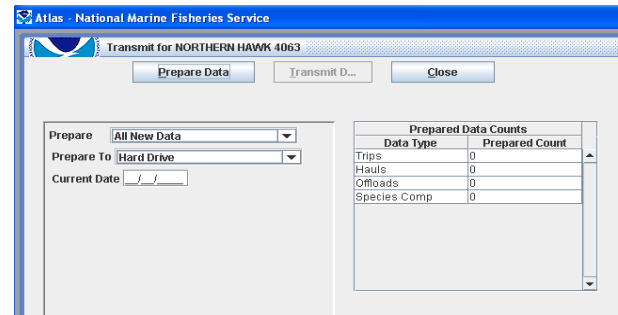 Atlas - National Marine Fisheries Service
Transmit for NORTHERN HAWK 4063
Prepare Data Transmit D... Close
Prepare All New Data
Prepare To Hard Drive
Current Date __/__/____
Prepared Data Counts
Data Type Prepared Count
Trips 0
Hauls 0
Offloads 0
Species Comp 0